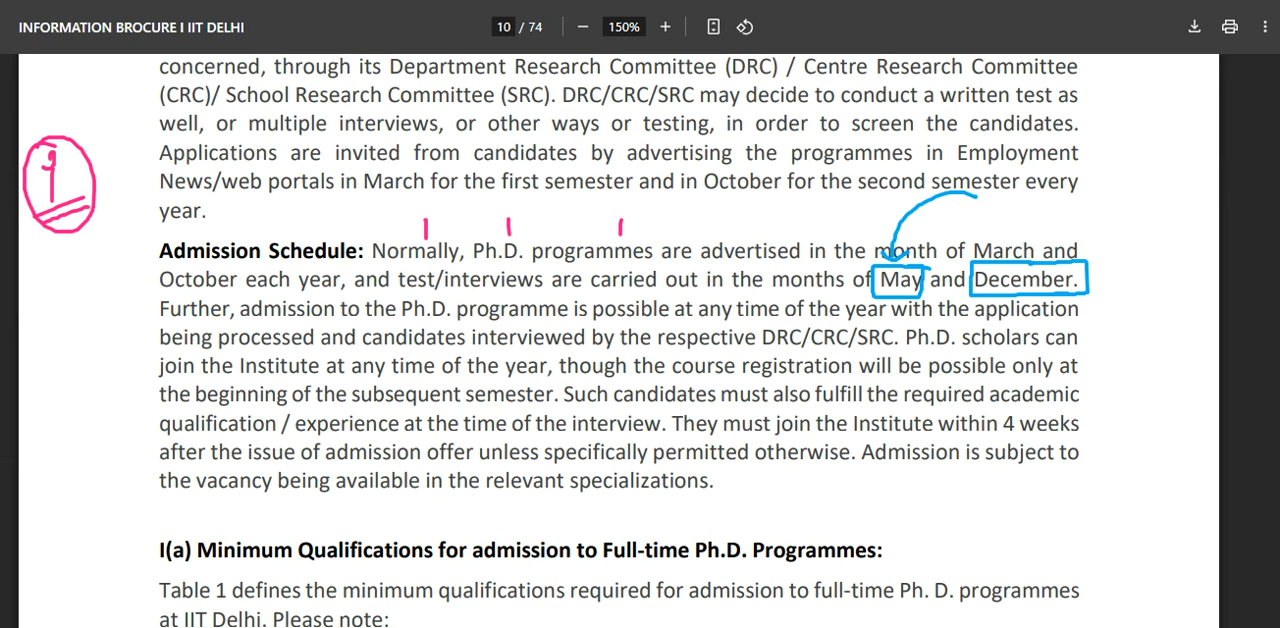 INFORMATION BROCURE I IIT DELHI
10 / 74
150%
concerned, through its Department Research Committee (DRC) / Centre Research Committee
(CRC)/ School Research Committee (SRC). DRC/CRC/SRC may decide to conduct a written test as
well, or multiple interviews, or other ways or testing, in order to screen the candidates.
Applications are invited from candidates by advertising the programmes in Employment
News/web portals in March for the first semester and in October for the second semester every
year.
Admission Schedule: Normally, Ph.D. programmes are advertised in the month of March and
October each year, and test/interviews are carried out in the months of May and December.
Further, admission to the Ph.D. programme is possible at any time of the year with the application
being processed and candidates interviewed by the respective DRC/CRC/SRC. Ph.D. scholars can
join the Institute at any time of the year, though the course registration will be possible only at
the beginning of the subsequent semester. Such candidates must also fulfill the required academic
qualification / experience at the time of the interview. They must join the Institute within 4 weeks
after the issue of admission offer unless specifically permitted otherwise. Admission is subject to
the vacancy being available in the relevant specializations.
I(a) Minimum Qualifications for admission to Full-time Ph.D. Programmes:
Table 1 defines the minimum qualifications required for admission to full-time Ph. D. programmes
at IIT Delhi. Please note: